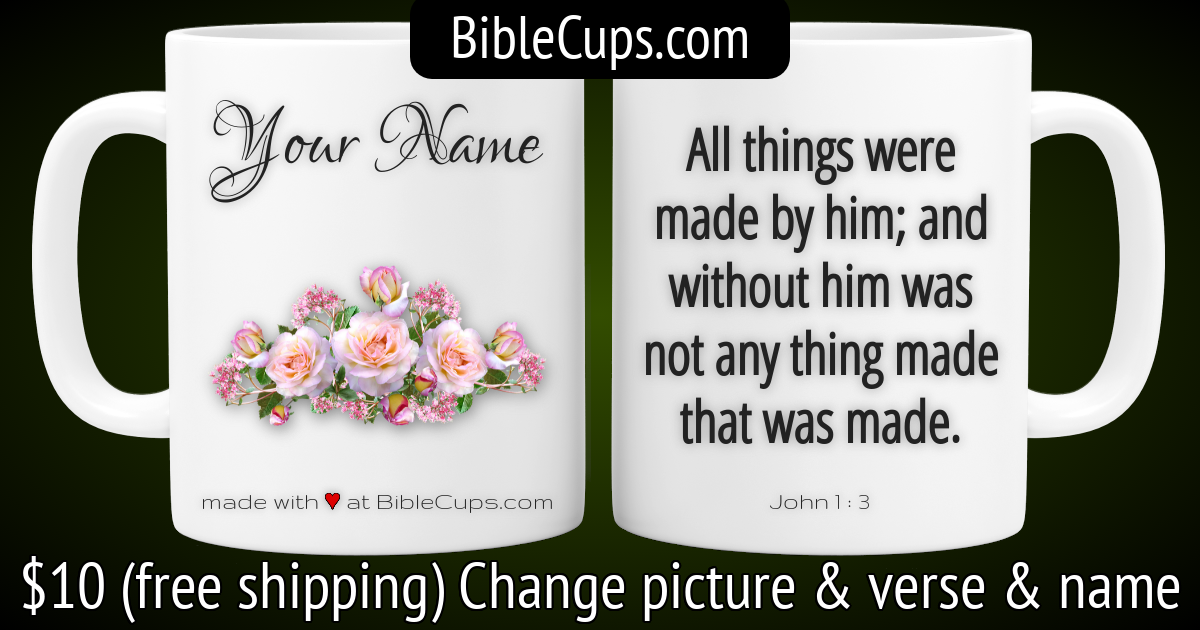 BibleCups.com
Your Name
made with ♥ at BibleCups.com
All things were
made by him; and
without him was
not any thing made
that was made.
John 1 : 3
$10 (free shipping) Change picture & verse & name